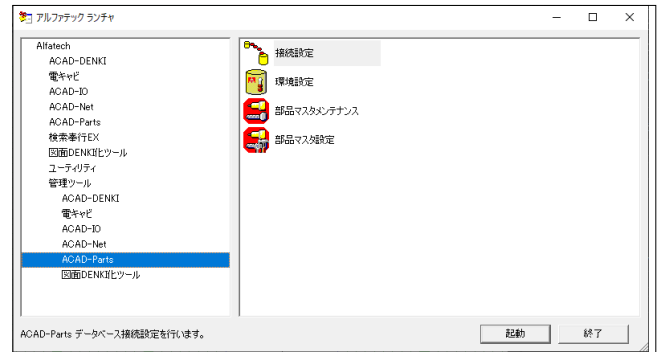 アルファテック ランチャ
Alfatech
ACAD-DENKI
電キャビ
ACAD-IO
ACAD-Net
ACAD-Parts
検索奉行EX
図面DENKI化ツール
ユーティリティ
管理ツール
ACAD-DENKI
電キャビ
ACAD-IO
ACAD-Net
ACAD-Parts
図面DENKI化ツール
接続設定
環境設定
部品マスタメンテナンス
部品マスタ設定
ACAD-Parts データベース接続設定を行います。
起動
終了